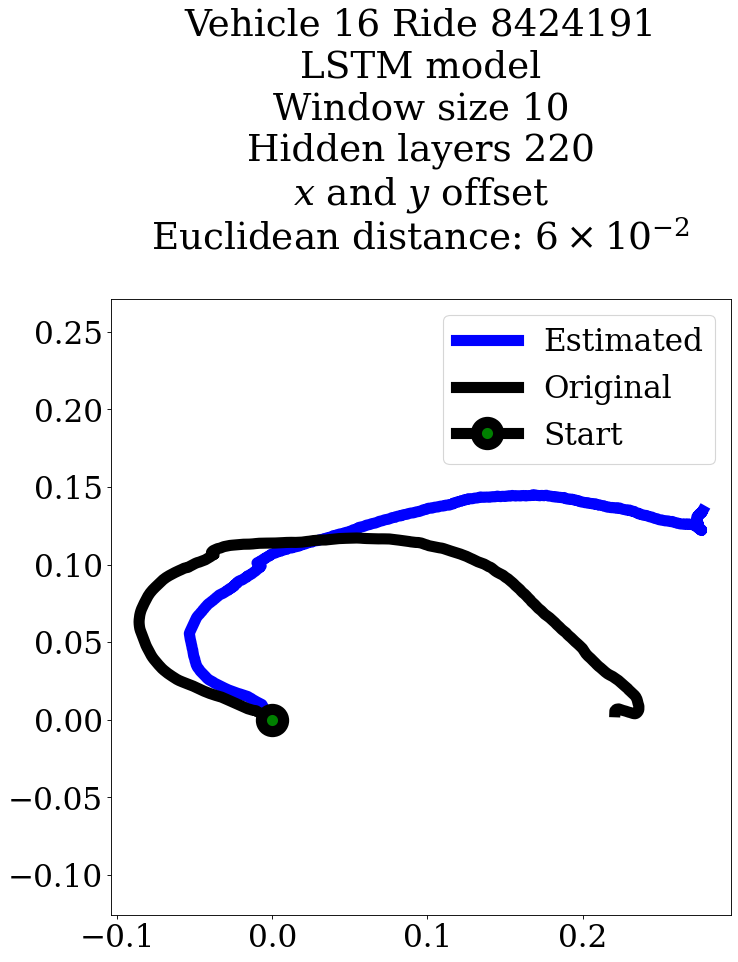 Vehicle 16 Ride 8424191
LSTM model
Window size 10
Hidden layers 220
x and y offset
Euclidean distance: 6 × 10⁻²
Estimated
Original
Start
0.25
0.20
0.15
0.10
0.05
0.00
−0.05
−0.10
−0.1 0.0 0.1 0.2